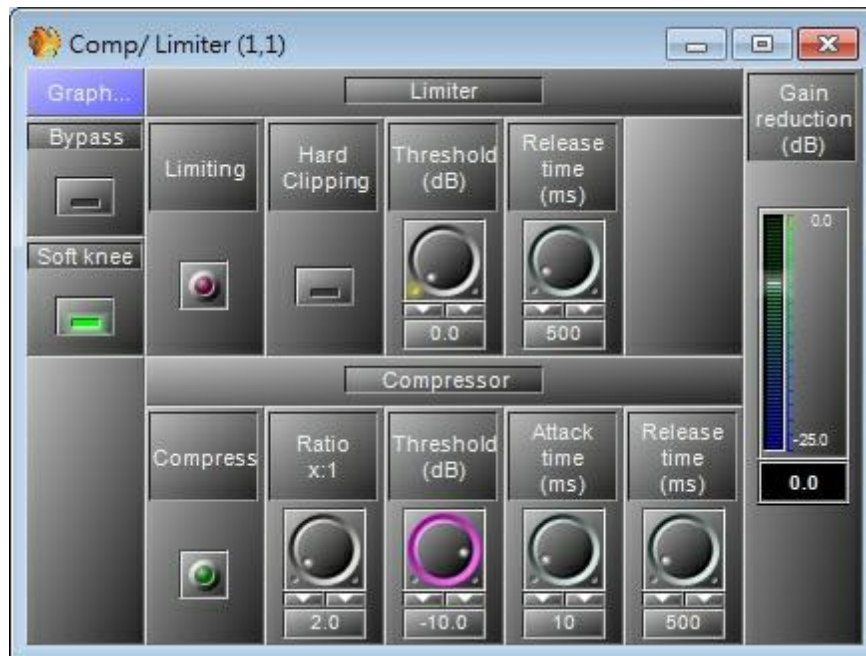 Comp/ Limiter (1,1)
Graph...
Limiter
Gain
reduction
(dB)
Bypass
Limiting
Hard
Clipping
Threshold
(dB)
Release
time
(ms)
Soft knee
0.0
500
0.0
-25.0
0.0
Compressor
Compress
Ratio
x:1
Threshold
(dB)
Attack
time
(ms)
Release
time
(ms)
2.0
-10.0
10
500